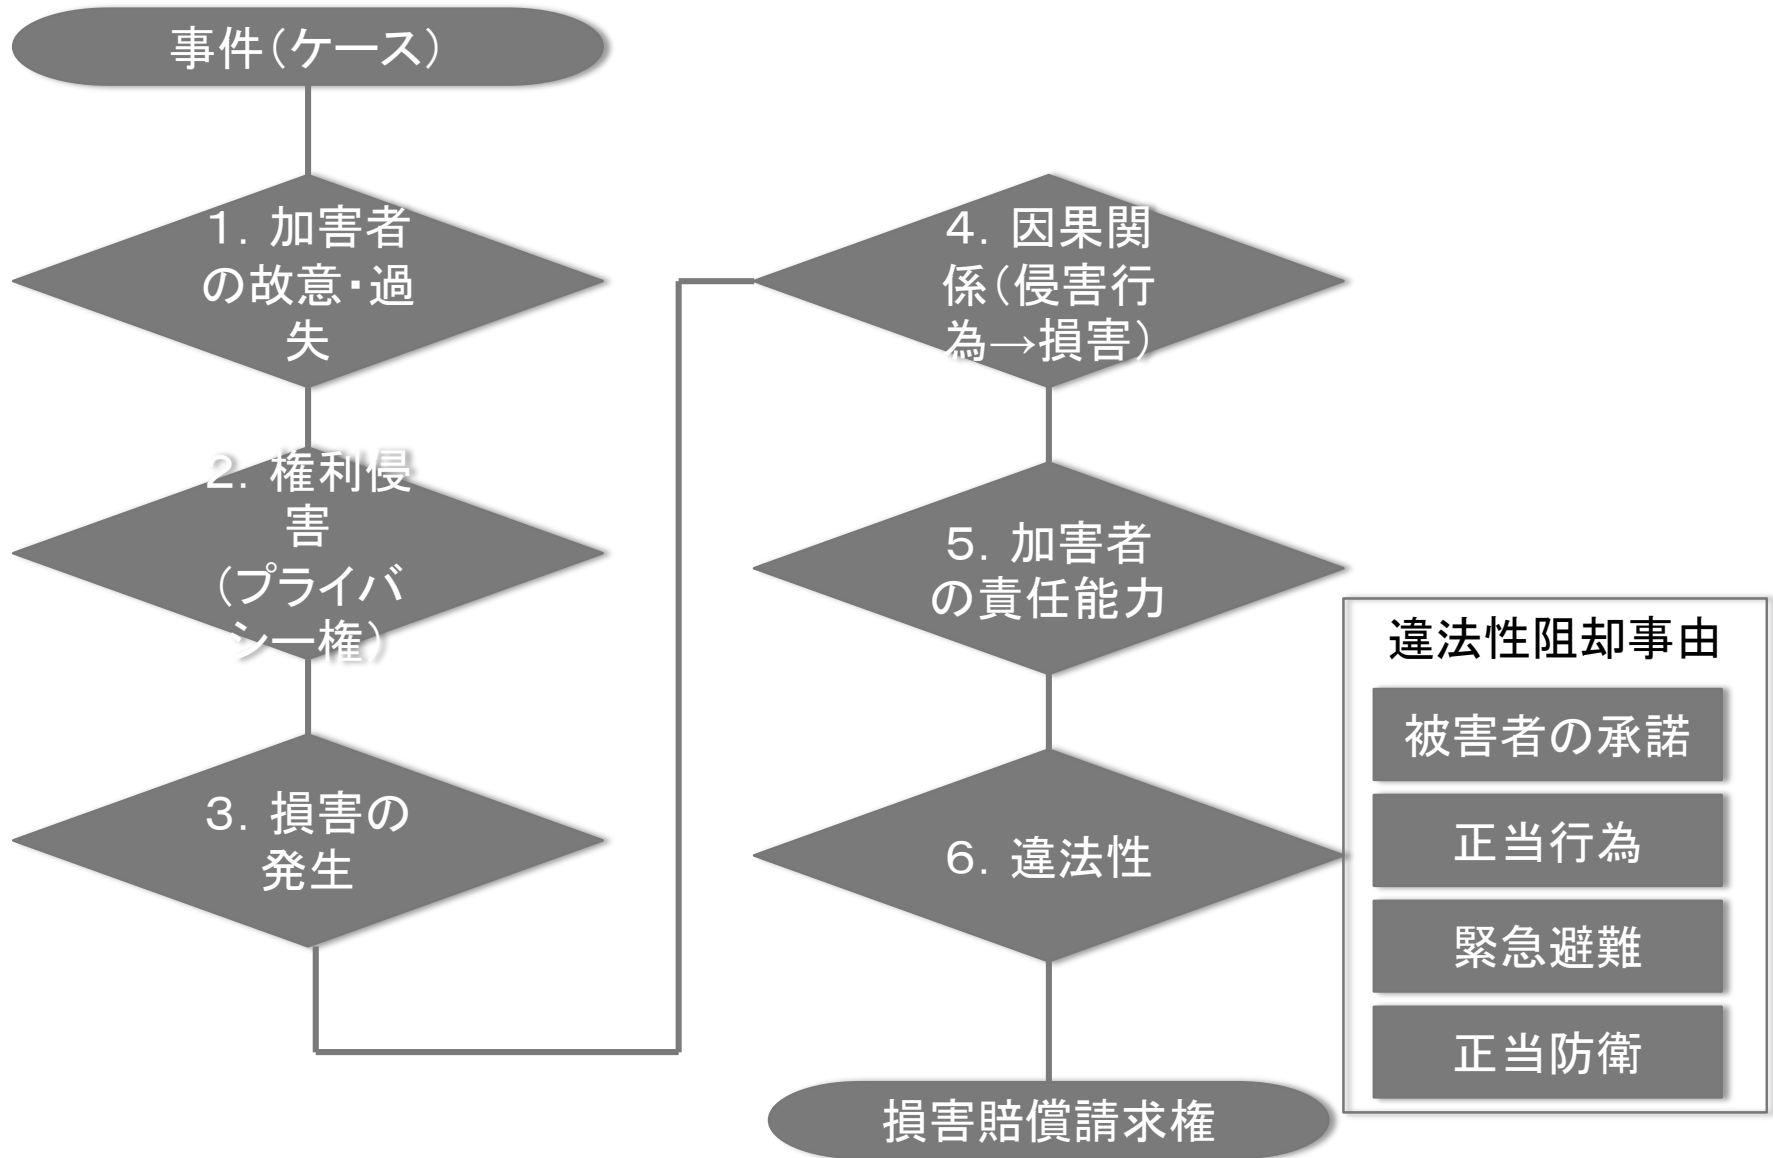 事件（ケース）
１．加害者
の故意・過
失
２．権利侵
害
（プライバ
シー権）
３．損害の
発生
４．因果関
係（侵害行
為→損害）
５．加害者
の責任能力
６．違法性
違法性阻却事由
被害者の承諾
正当行為
緊急避難
正当防衛
損害賠償請求権